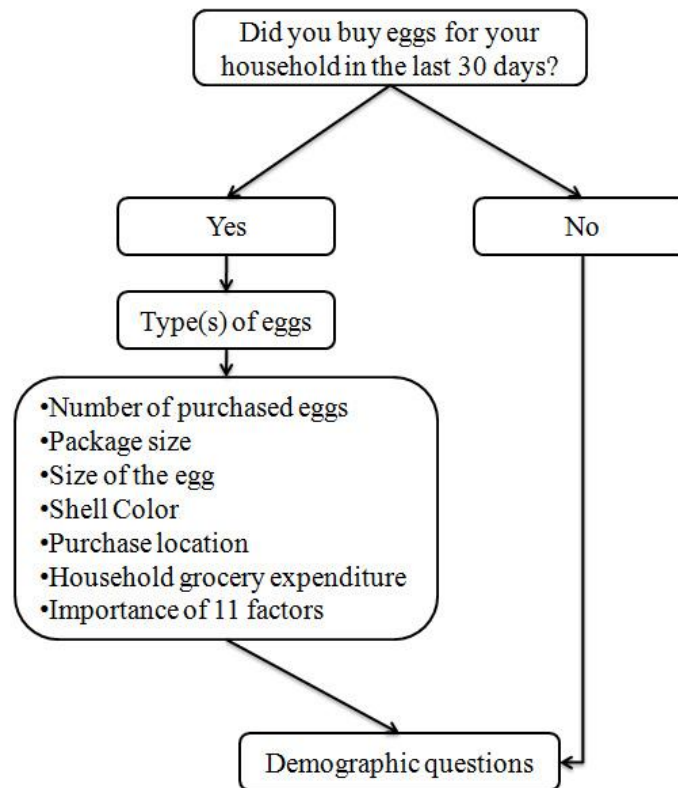 Did you buy eggs for your
household in the last 30 days?
Yes
No
Type(s) of eggs
•Number of purchased eggs
•Package size
•Size of the egg
•Shell Color
•Purchase location
•Household grocery expenditure
•Importance of 11 factors
Demographic questions